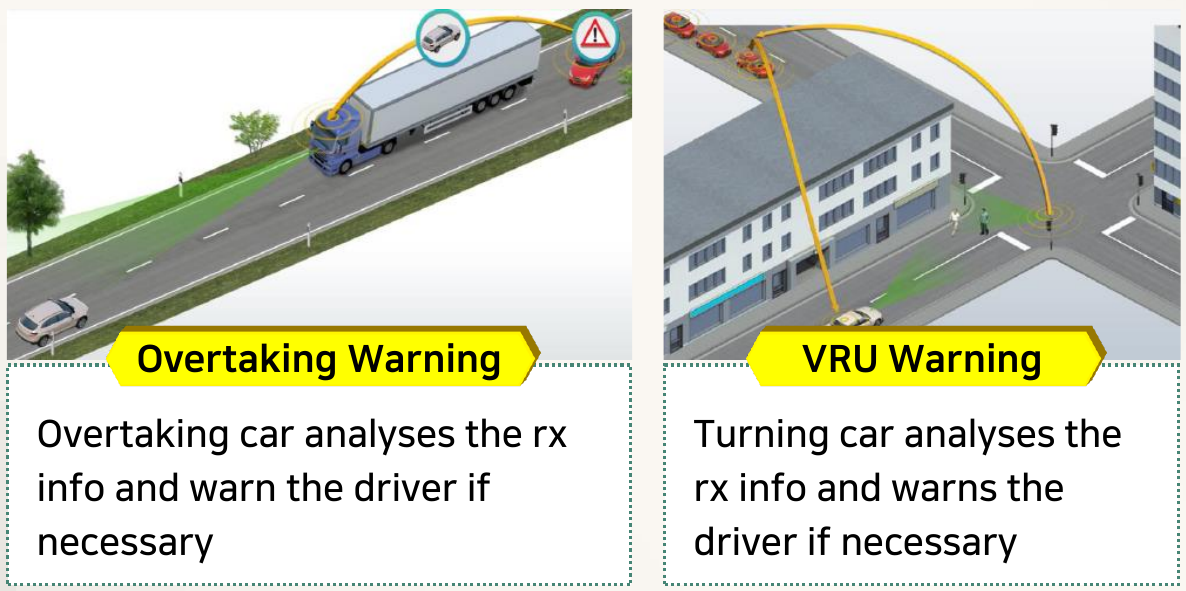 Overtaking Warning
Overtaking car analyses the rx
info and warn the driver if
necessary
VRU Warning
Turning car analyses the
rx info and warns the
driver if necessary